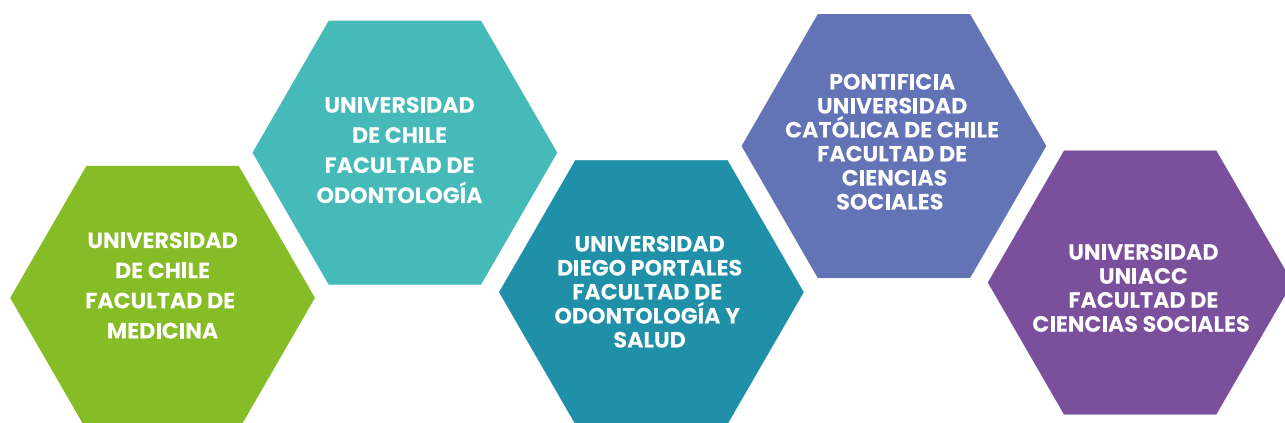 UNIVERSIDAD
DE CHILE
FACULTAD DE
MEDICINA
UNIVERSIDAD
DE CHILE
FACULTAD DE
ODONTOLOGÍA
UNIVERSIDAD
DIEGO PORTALES
FACULTAD DE
ODONTOLOGÍA Y
SALUD
PONTIFICIA
UNIVERSIDAD
CATÓLICA DE CHILE
FACULTAD DE
CIENCIAS
SOCIALES
UNIVERSIDAD
UNIACC
FACULTAD DE
CIENCIAS SOCIALES